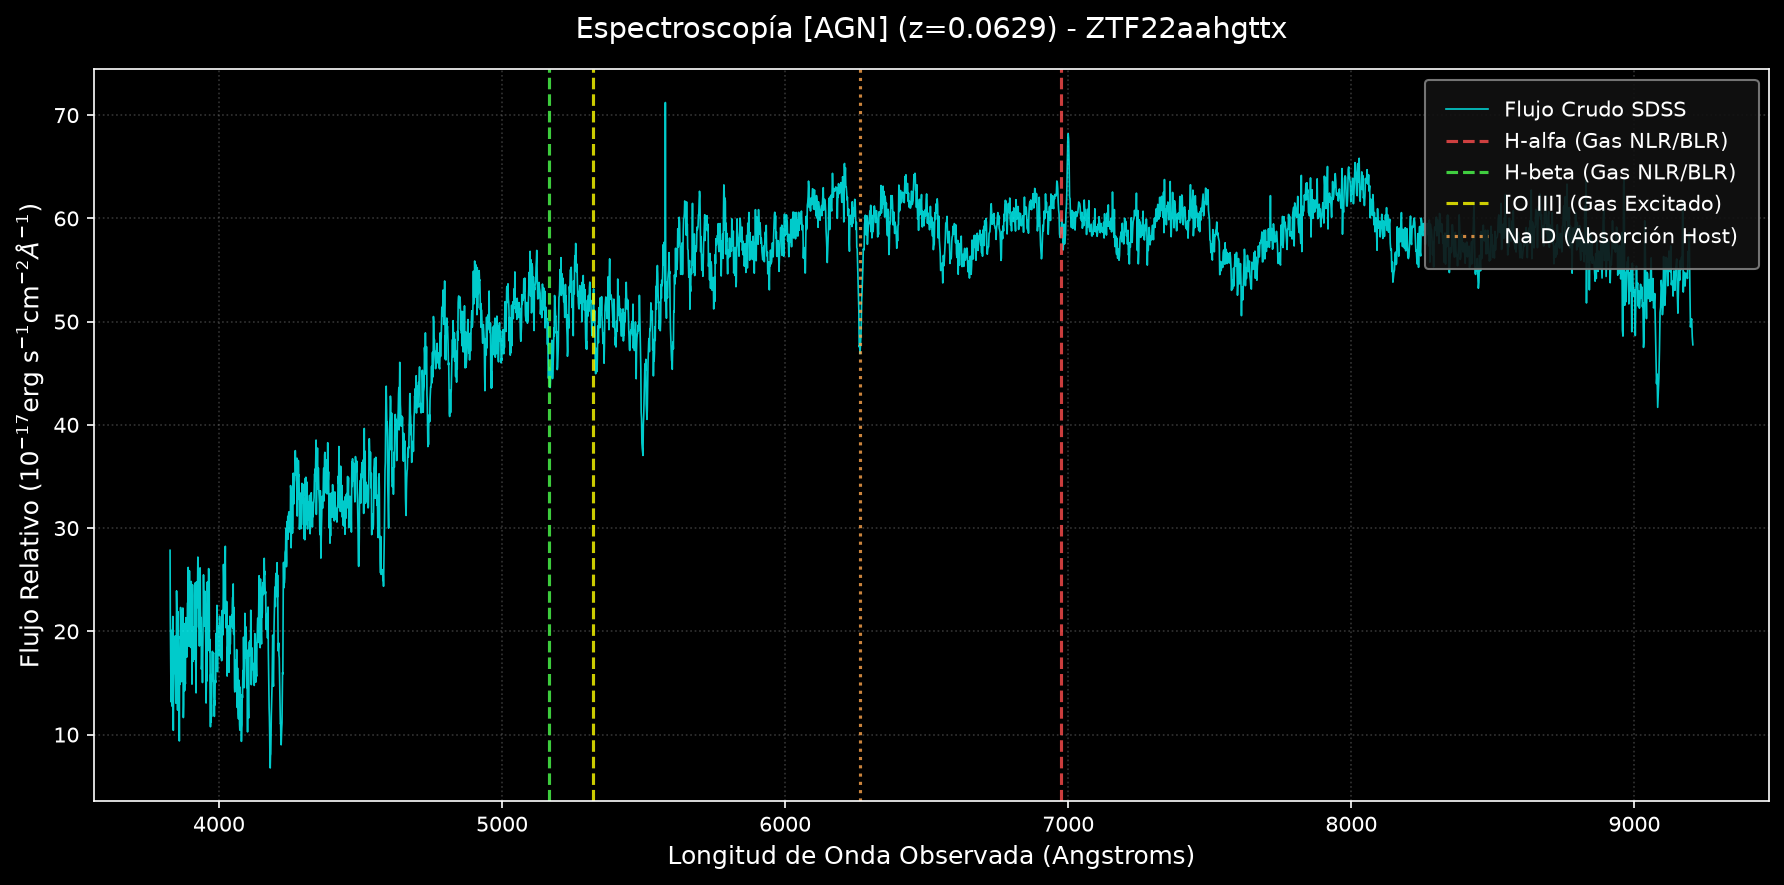 Espectroscopía [AGN] (z=0.0629) - ZTF22aahgttx
Flujo Crudo SDSS
H-alfa (Gas NLR/BLR)
H-beta (Gas NLR/BLR)
[O III] (Gas Excitado)
Na D (Absorción Host)
Flujo Relativo (10⁻¹⁷erg s⁻¹cm⁻²Å⁻¹)
70
60
50
40
30
20
10
4000 5000 6000 7000 8000 9000
Longitud de Onda Observada (Angstroms)